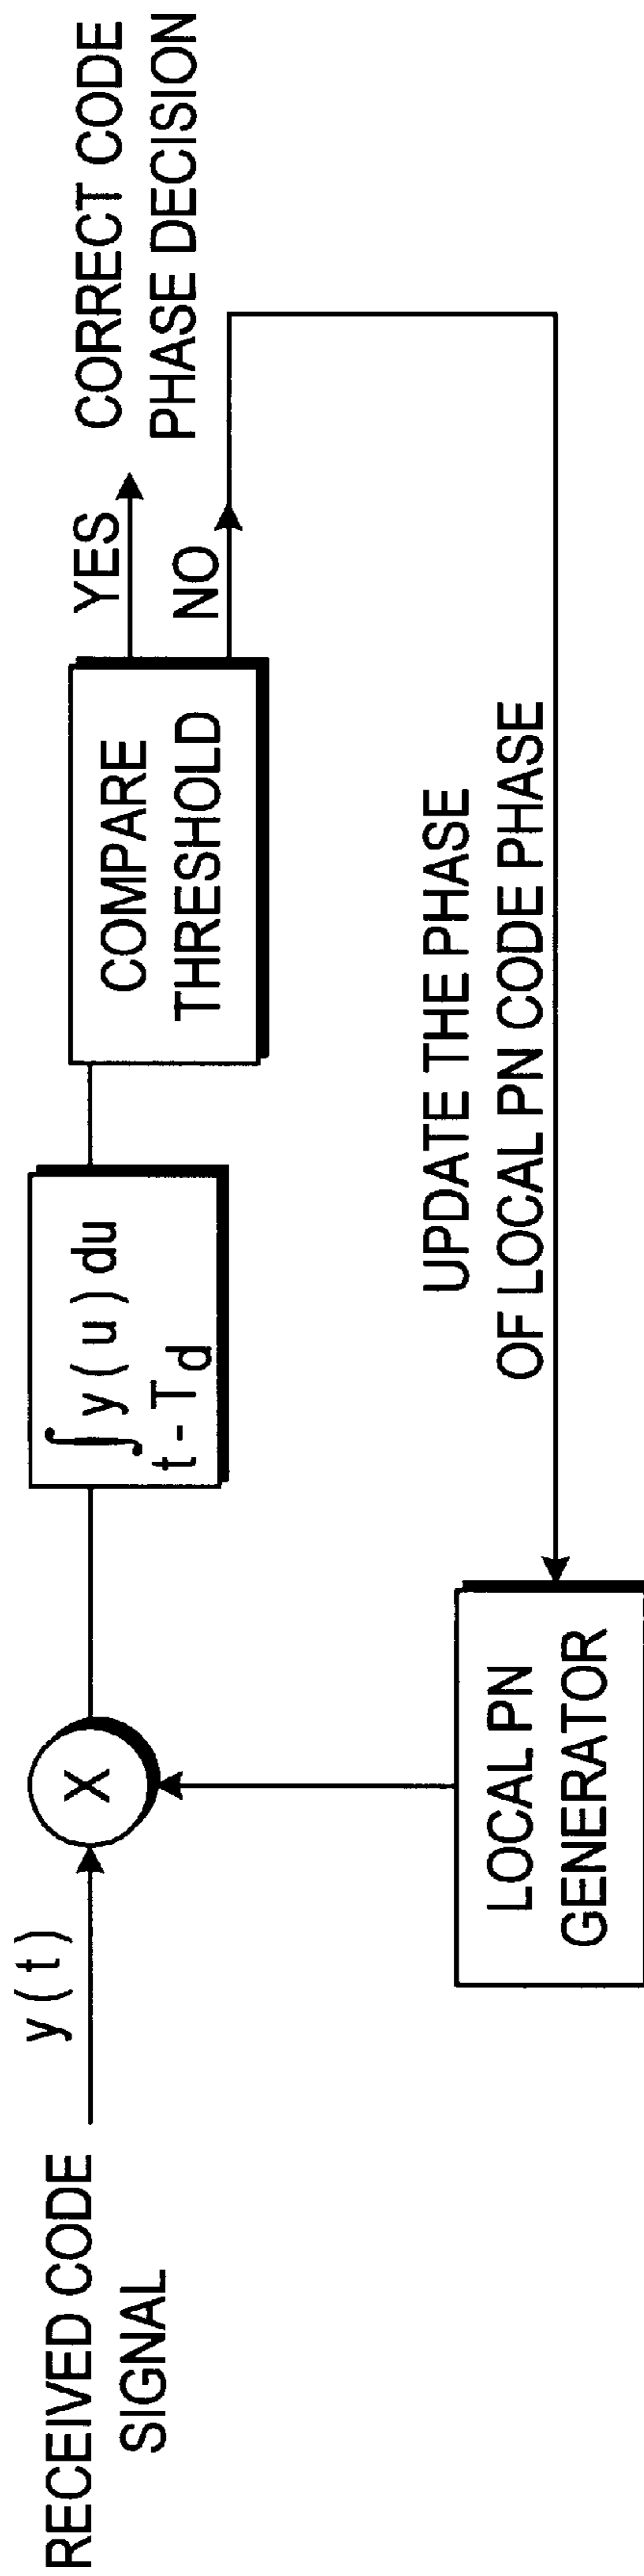 RECEIVED CODE
SIGNAL
y ( t )
X
∫ y ( u ) du
t - T d
COMPARE
THRESHOLD
YES
NO
CORRECT CODE
PHASE DECISION
UPDATE THE PHASE
OF LOCAL PN CODE PHASE
LOCAL PN
GENERATOR